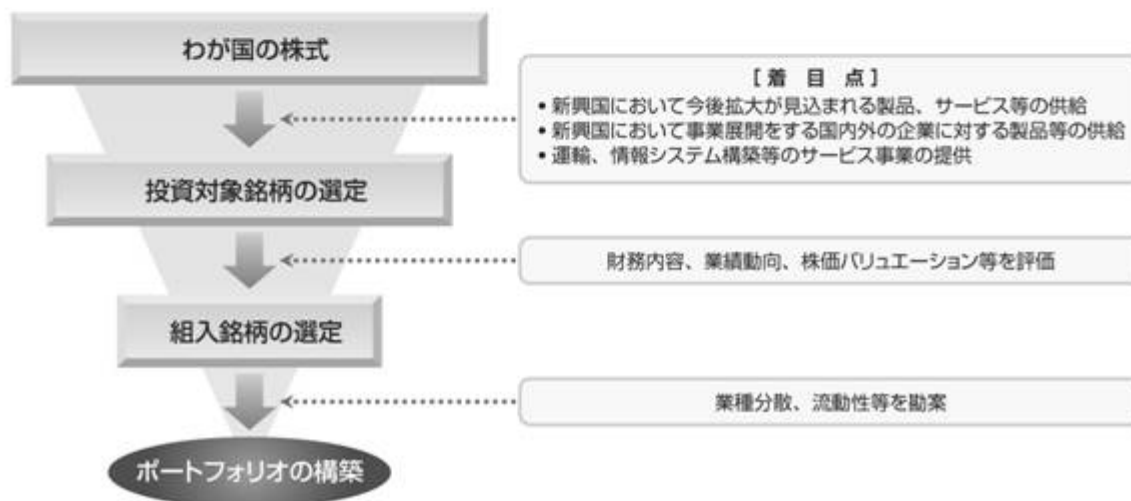 わが国の株式
[着 目 点]
• 新興国において今後拡大が見込まれる製品、サービス等の供給
• 新興国において事業展開をする国内外の企業に対する製品等の供給
• 運輸、情報システム構築等のサービス事業の提供
投資対象銘柄の選定
財務内容、業績動向、株価バリュエーション等を評価
組入銘柄の選定
業種分散、流動性等を勘案
ポートフォリオの構築